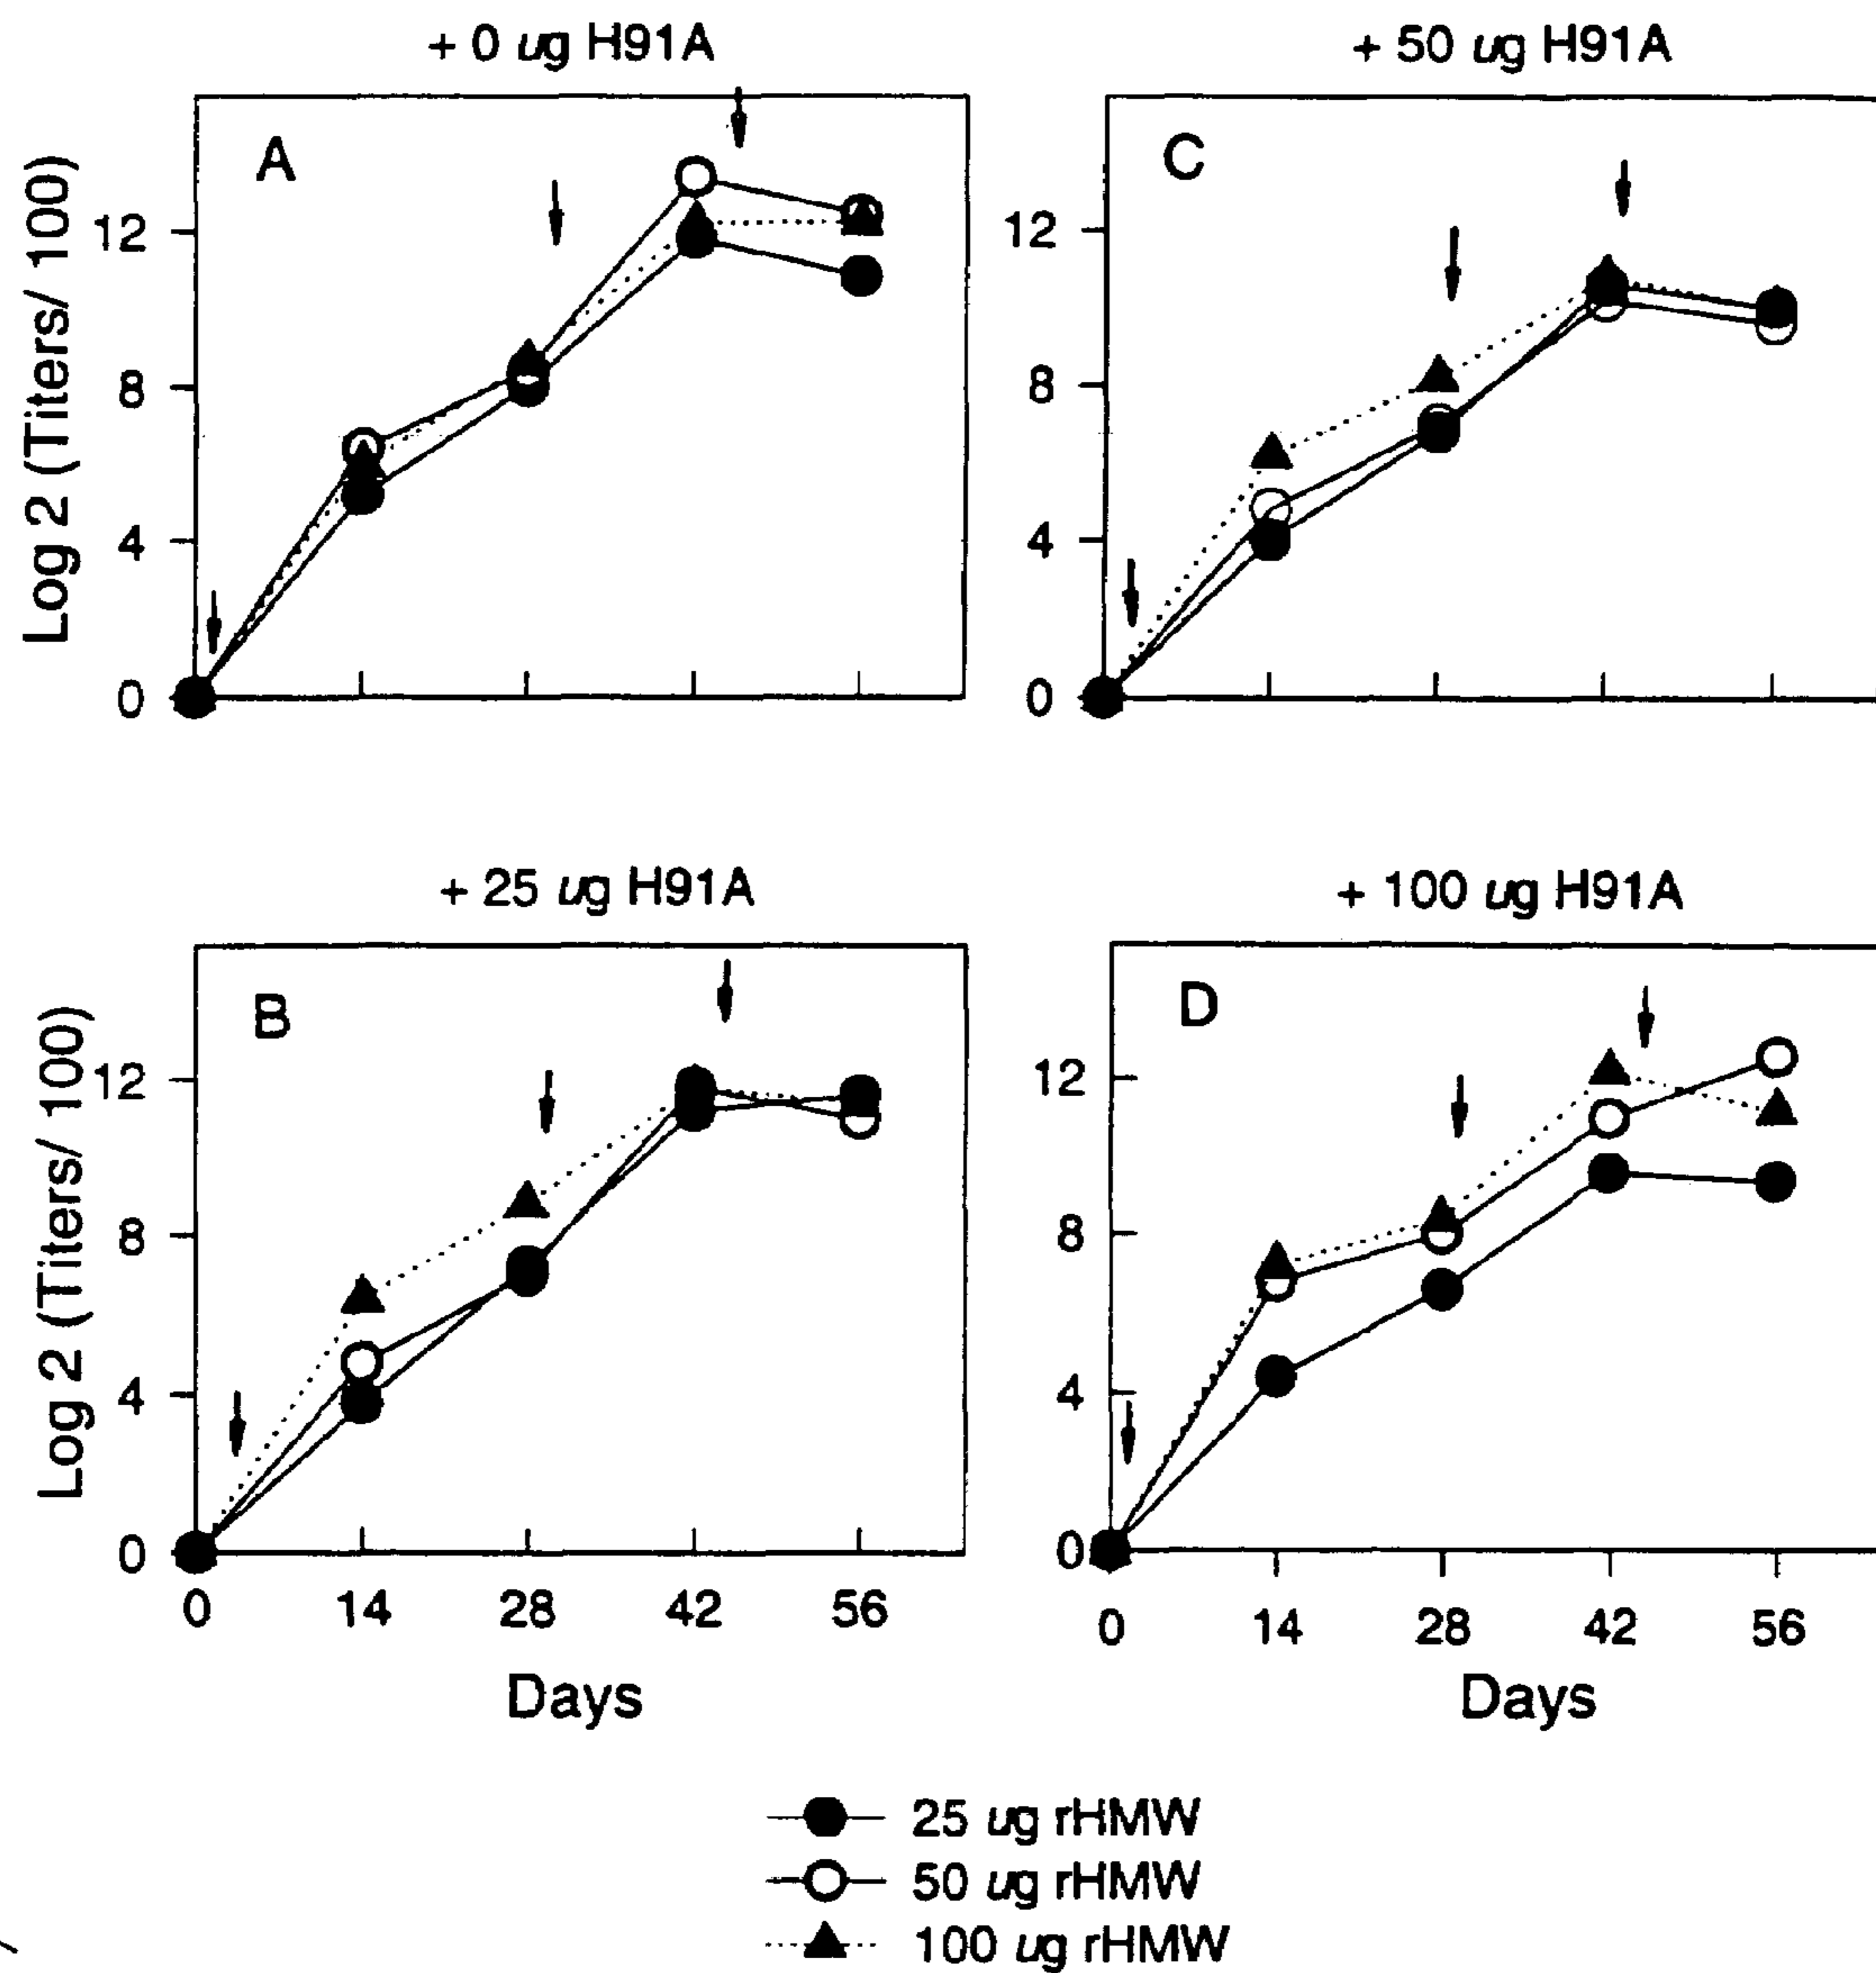 + 0 ug H91A
A
Log 2 (Titers/ 100)
12
8
4
0
+ 50 ug H91A
C
12
8
4
0
+ 25 ug H91A
B
Log 2 (Titers/ 100)
12
8
4
0
0 14 28 42 56
Days
+ 100 ug H91A
D
12
8
4
0
0 14 28 42 56
Days
25 ug rHMW
50 ug rHMW
100 ug rHMW